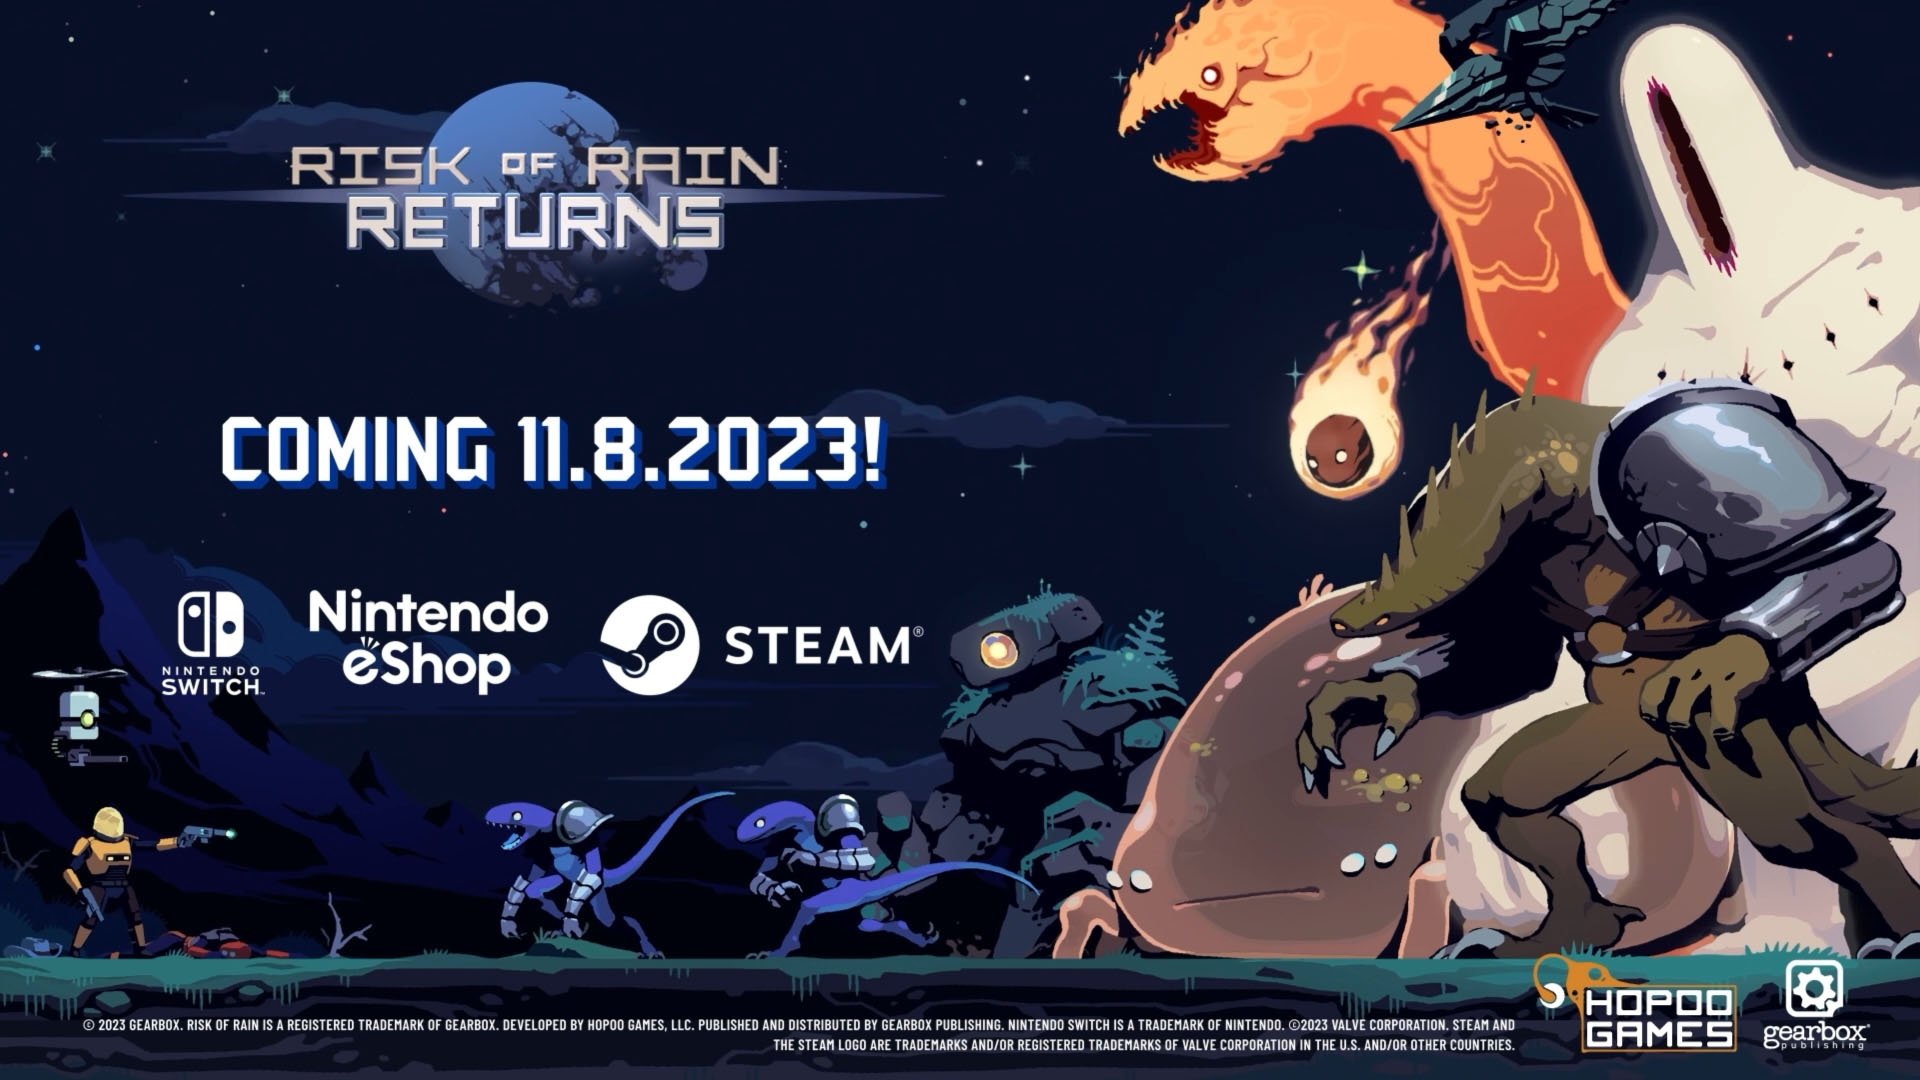 RISK OF RAIN
RETURNS
COMING 11.8.2023!
NINTENDO
SWITCH™
Nintendo
eShop
STEAM®
HOPOO
GAMES
gearbox®
publishing
© 2023 GEARBOX. RISK OF RAIN IS A REGISTERED TRADEMARK OF GEARBOX. DEVELOPED BY HOPOO GAMES, LLC. PUBLISHED AND DISTRIBUTED BY GEARBOX PUBLISHING. NINTENDO SWITCH IS A TRADEMARK OF NINTENDO. ©2023 VALVE CORPORATION. STEAM AND
THE STEAM LOGO ARE TRADEMARKS AND/OR REGISTERED TRADEMARKS OF VALVE CORPORATION IN THE U.S. AND/OR OTHER COUNTRIES.